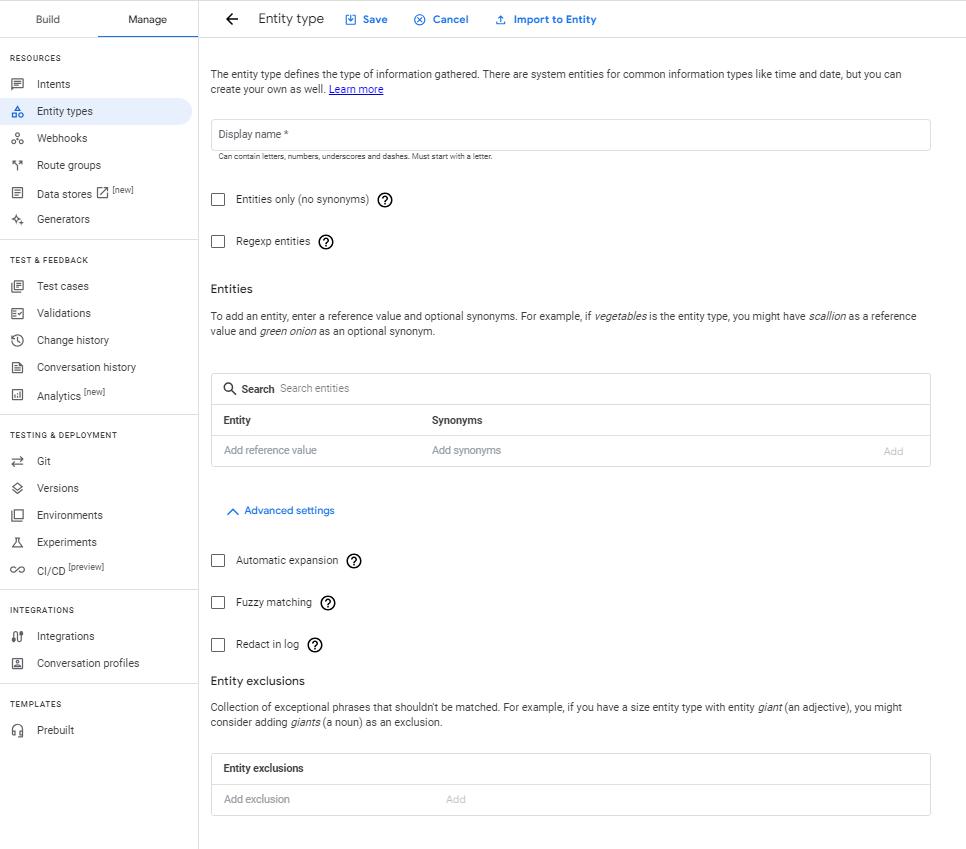 Build
Manage
Entity type
Save
Cancel
Import to Entity
RESOURCES
Intents
Entity types
Webhooks
Route groups
Data stores [new]
Generators
TEST & FEEDBACK
Test cases
Validations
Change history
Conversation history
Analytics [new]
TESTING & DEPLOYMENT
Git
Versions
Environments
Experiments
CI/CD [preview]
INTEGRATIONS
Integrations
Conversation profiles
TEMPLATES
Prebuilt
The entity type defines the type of information gathered. There are system entities for common information types like time and date, but you can
create your own as well. Learn more
Display name *
Can contain letters, numbers, underscores and dashes. Must start with a letter.
Entities only (no synonyms)
Regexp entities
Entities
To add an entity, enter a reference value and optional synonyms. For example, if vegetables is the entity type, you might have scallion as a reference
value and green onion as an optional synonym.
Search Search entities
Entity Synonyms
Add reference value Add synonyms Add
Advanced settings
Automatic expansion
Fuzzy matching
Redact in log
Entity exclusions
Collection of exceptional phrases that shouldn't be matched. For example, if you have a size entity type with entity giant (an adjective), you might
consider adding giants (a noun) as an exclusion.
Entity exclusions
Add exclusion Add